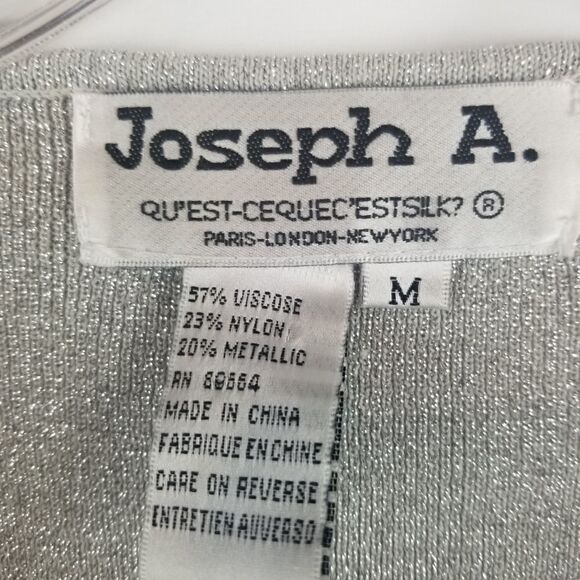 Joseph A.
QU'EST-CEQUEC'ESTSILK? ®
PARIS-LONDON-NEWYORK
M
57% VISCOSE
23% NYLON
20% METALLIC
RN
MADE IN CHINA
FABRIQUE EN CHINE
CARE ON REVERSE
ENTRETIEN AUVERSO